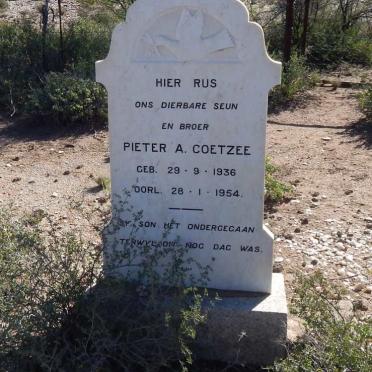 HIER RUS
ONS DIERBARE SEUN
EN BROER
PIETER A. COETZEE
GEB. 29 - 9 - 1936
OORL. 28 - 1 - 1954.
SY SON HET ONDERGEGAAN
TERWYL DIT NOG DAG WAS.